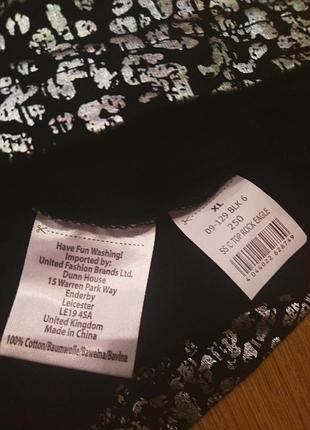 Have Fun Washing!
Imported by:
United Fashion Brands Ltd.
Dunn House
15 Warren Park Way
Enderby
Leicester
LE19 4SA
United Kingdom
Made in China
100% Cotton/Baumwolle/Bawelna/Bavlna
XL
09-129 BLK 6
250
SS C TOP ROCK EAGLE